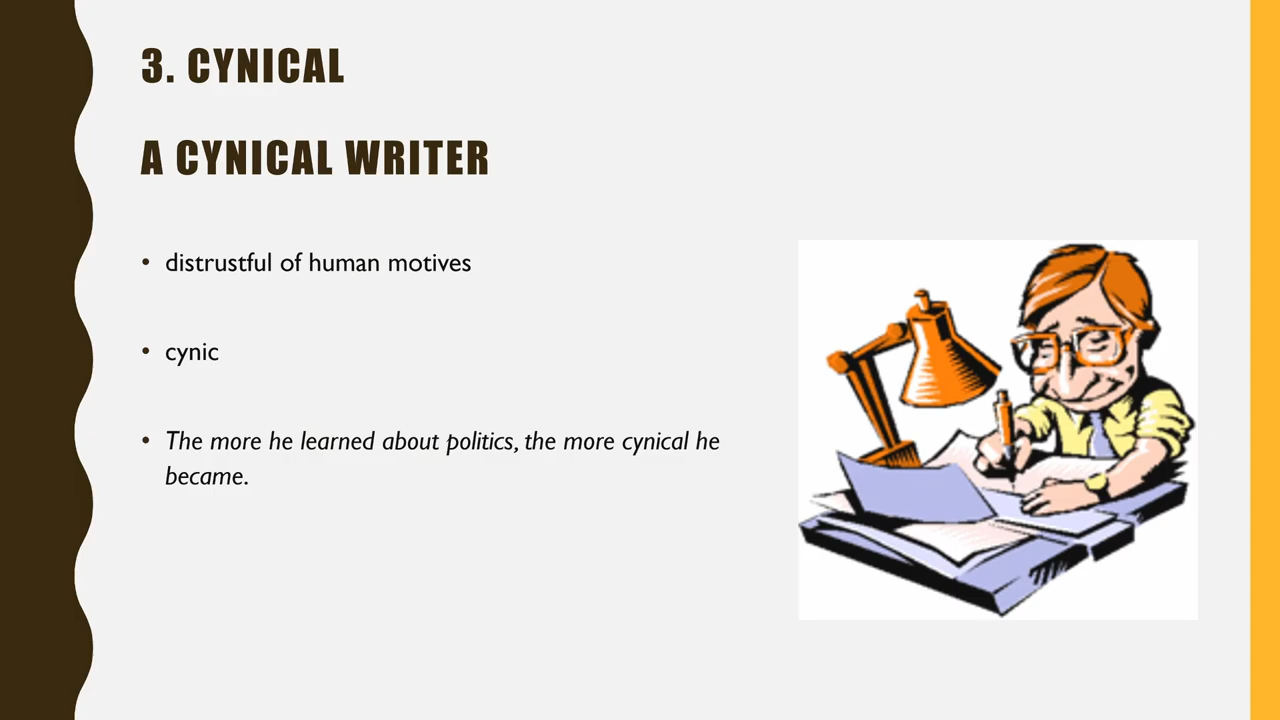 3. CYNICAL
A CYNICAL WRITER
• distrustful of human motives
• cynic
• The more he learned about politics, the more cynical he
became.